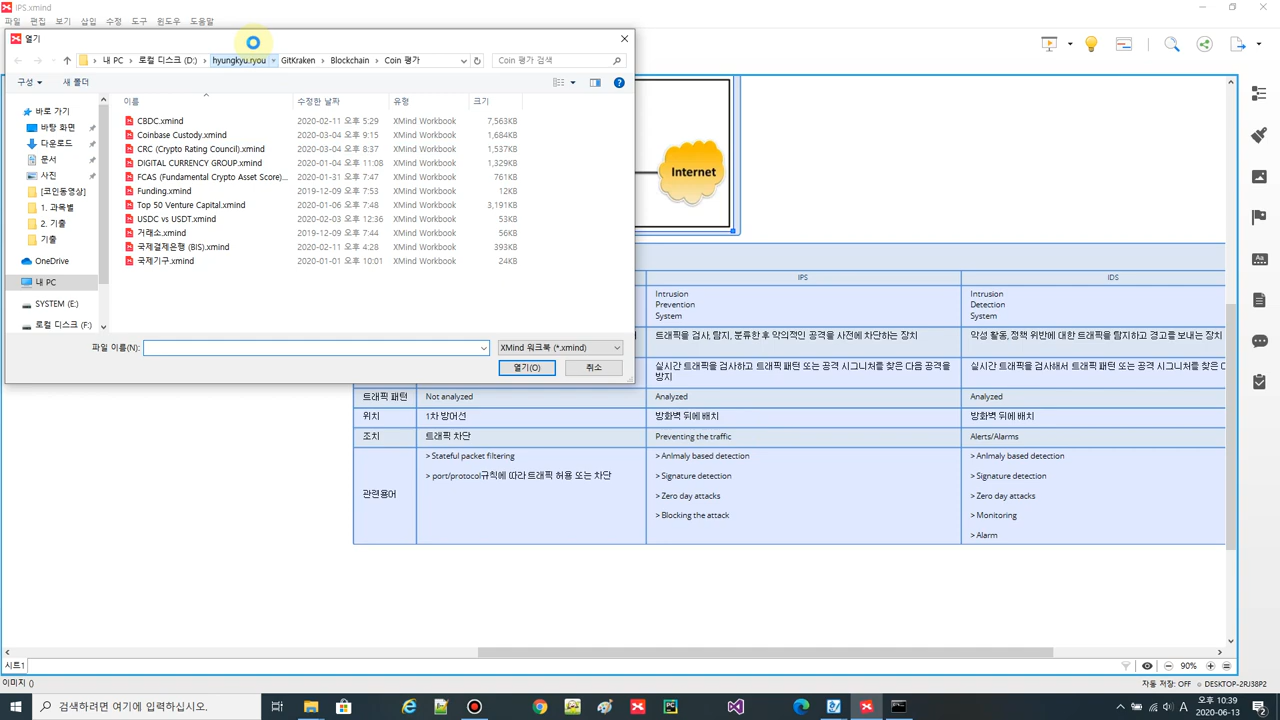 IPS.xmind
파일 편집 보기 삽입 수정 도구 윈도우 도움말
열기
내 PC 로컬 디스크 (D:) hyungkyu.ryou GitKraken Blockchain Coin 평가 Coin 평가 검색
구성 새 폴더
이름 수정한 날짜 유형 크기
바로 가기
바탕 화면
다운로드
문서
사진
[코인동영상]
1. 과목별
2. 기출
기출
OneDrive
내 PC
SYSTEM (E:)
로컬 디스크 (F:)
CBDC.xmind 2020-02-11 오후 5:29 XMind Workbook 7,563KB
Coinbase Custody.xmind 2020-03-04 오후 9:15 XMind Workbook 1,684KB
CRC (Crypto Rating Council).xmind 2020-03-04 오후 8:37 XMind Workbook 1,537KB
DIGITAL CURRENCY GROUP.xmind 2020-01-04 오후 11:08 XMind Workbook 1,329KB
FCAS (Fundamental Crypto Asset Score)... 2020-01-31 오후 7:47 XMind Workbook 761KB
Funding.xmind 2019-12-09 오후 7:53 XMind Workbook 12KB
Top 50 Venture Capital.xmind 2020-01-06 오후 7:48 XMind Workbook 3,191KB
USDC vs USDT.xmind 2020-02-03 오후 12:36 XMind Workbook 53KB
거래소.xmind 2019-12-09 오후 7:44 XMind Workbook 56KB
국제결제은행 (BIS).xmind 2020-02-11 오후 4:28 XMind Workbook 393KB
국제기구.xmind 2020-01-01 오후 10:01 XMind Workbook 24KB
파일 이름(N): XMind 워크북 (*.xmind)
열기(O) 취소
Internet
IPS IDS
Intrusion
Prevention
System
Intrusion
Detection
System
트래픽을 검사, 탐지, 분류한 후 악의적인 공격을 사전에 차단하는 장치
악성 활동, 정책 위반에 대한 트래픽을 탐지하고 경고를 보내는 장치
실시간 트래픽을 검사하고 트래픽 패턴 또는 공격 시그니처를 찾은 다음 공격을
방지
실시간 트래픽을 검사해서 트래픽 패턴 또는 공격 시그니처를 찾은
트래픽 패턴 Not analyzed Analyzed Analyzed
위치 1차 방어선 방화벽 뒤에 배치 방화벽 뒤에 배치
조치 트래픽 차단 Preventing the traffic Alerts/Alarms
관련용어
> Stateful packet filtering
> port/protocol규칙에 따라 트래픽 허용 또는 차단
> Anlmaly based detection
> Signature detection
> Zero day attacks
> Blocking the attack
> Anlmaly based detection
> Signature detection
> Zero day attacks
> Monitoring
> Alarm
시트1 90%
이미지 () 자동 저장: OFF DESKTOP-2RJ38P2
검색하려면 여기에 입력하십시오. A 오후 10:39
2020-06-13